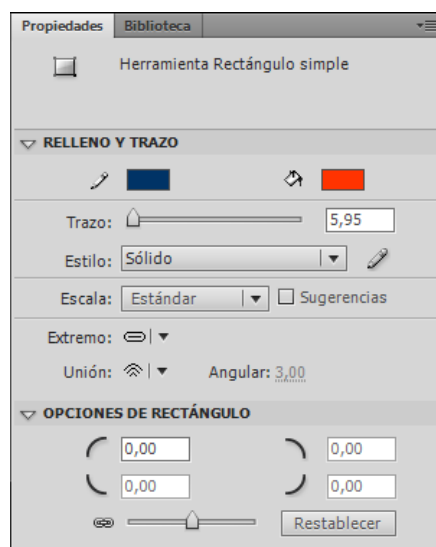 Propiedades Biblioteca
Herramienta Rectángulo simple
RELLENO Y TRAZO
Trazo: 5,95
Estilo: Sólido
Escala: Estándar Sugerencias
Extremo:
Unión: Angular: 3,00
OPCIONES DE RECTÁNGULO
0,00 0,00
0,00 0,00
Restablecer